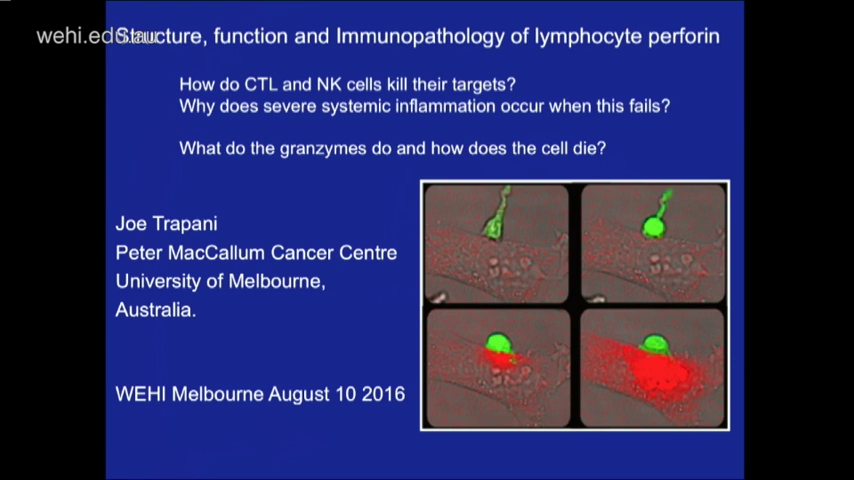 wehi.edu.au
Structure, function and Immunopathology of lymphocyte perforin
How do CTL and NK cells kill their targets?
Why does severe systemic inflammation occur when this fails?
What do the granzymes do and how does the cell die?
Joe Trapani
Peter MacCallum Cancer Centre
University of Melbourne,
Australia.
WEHI Melbourne August 10 2016